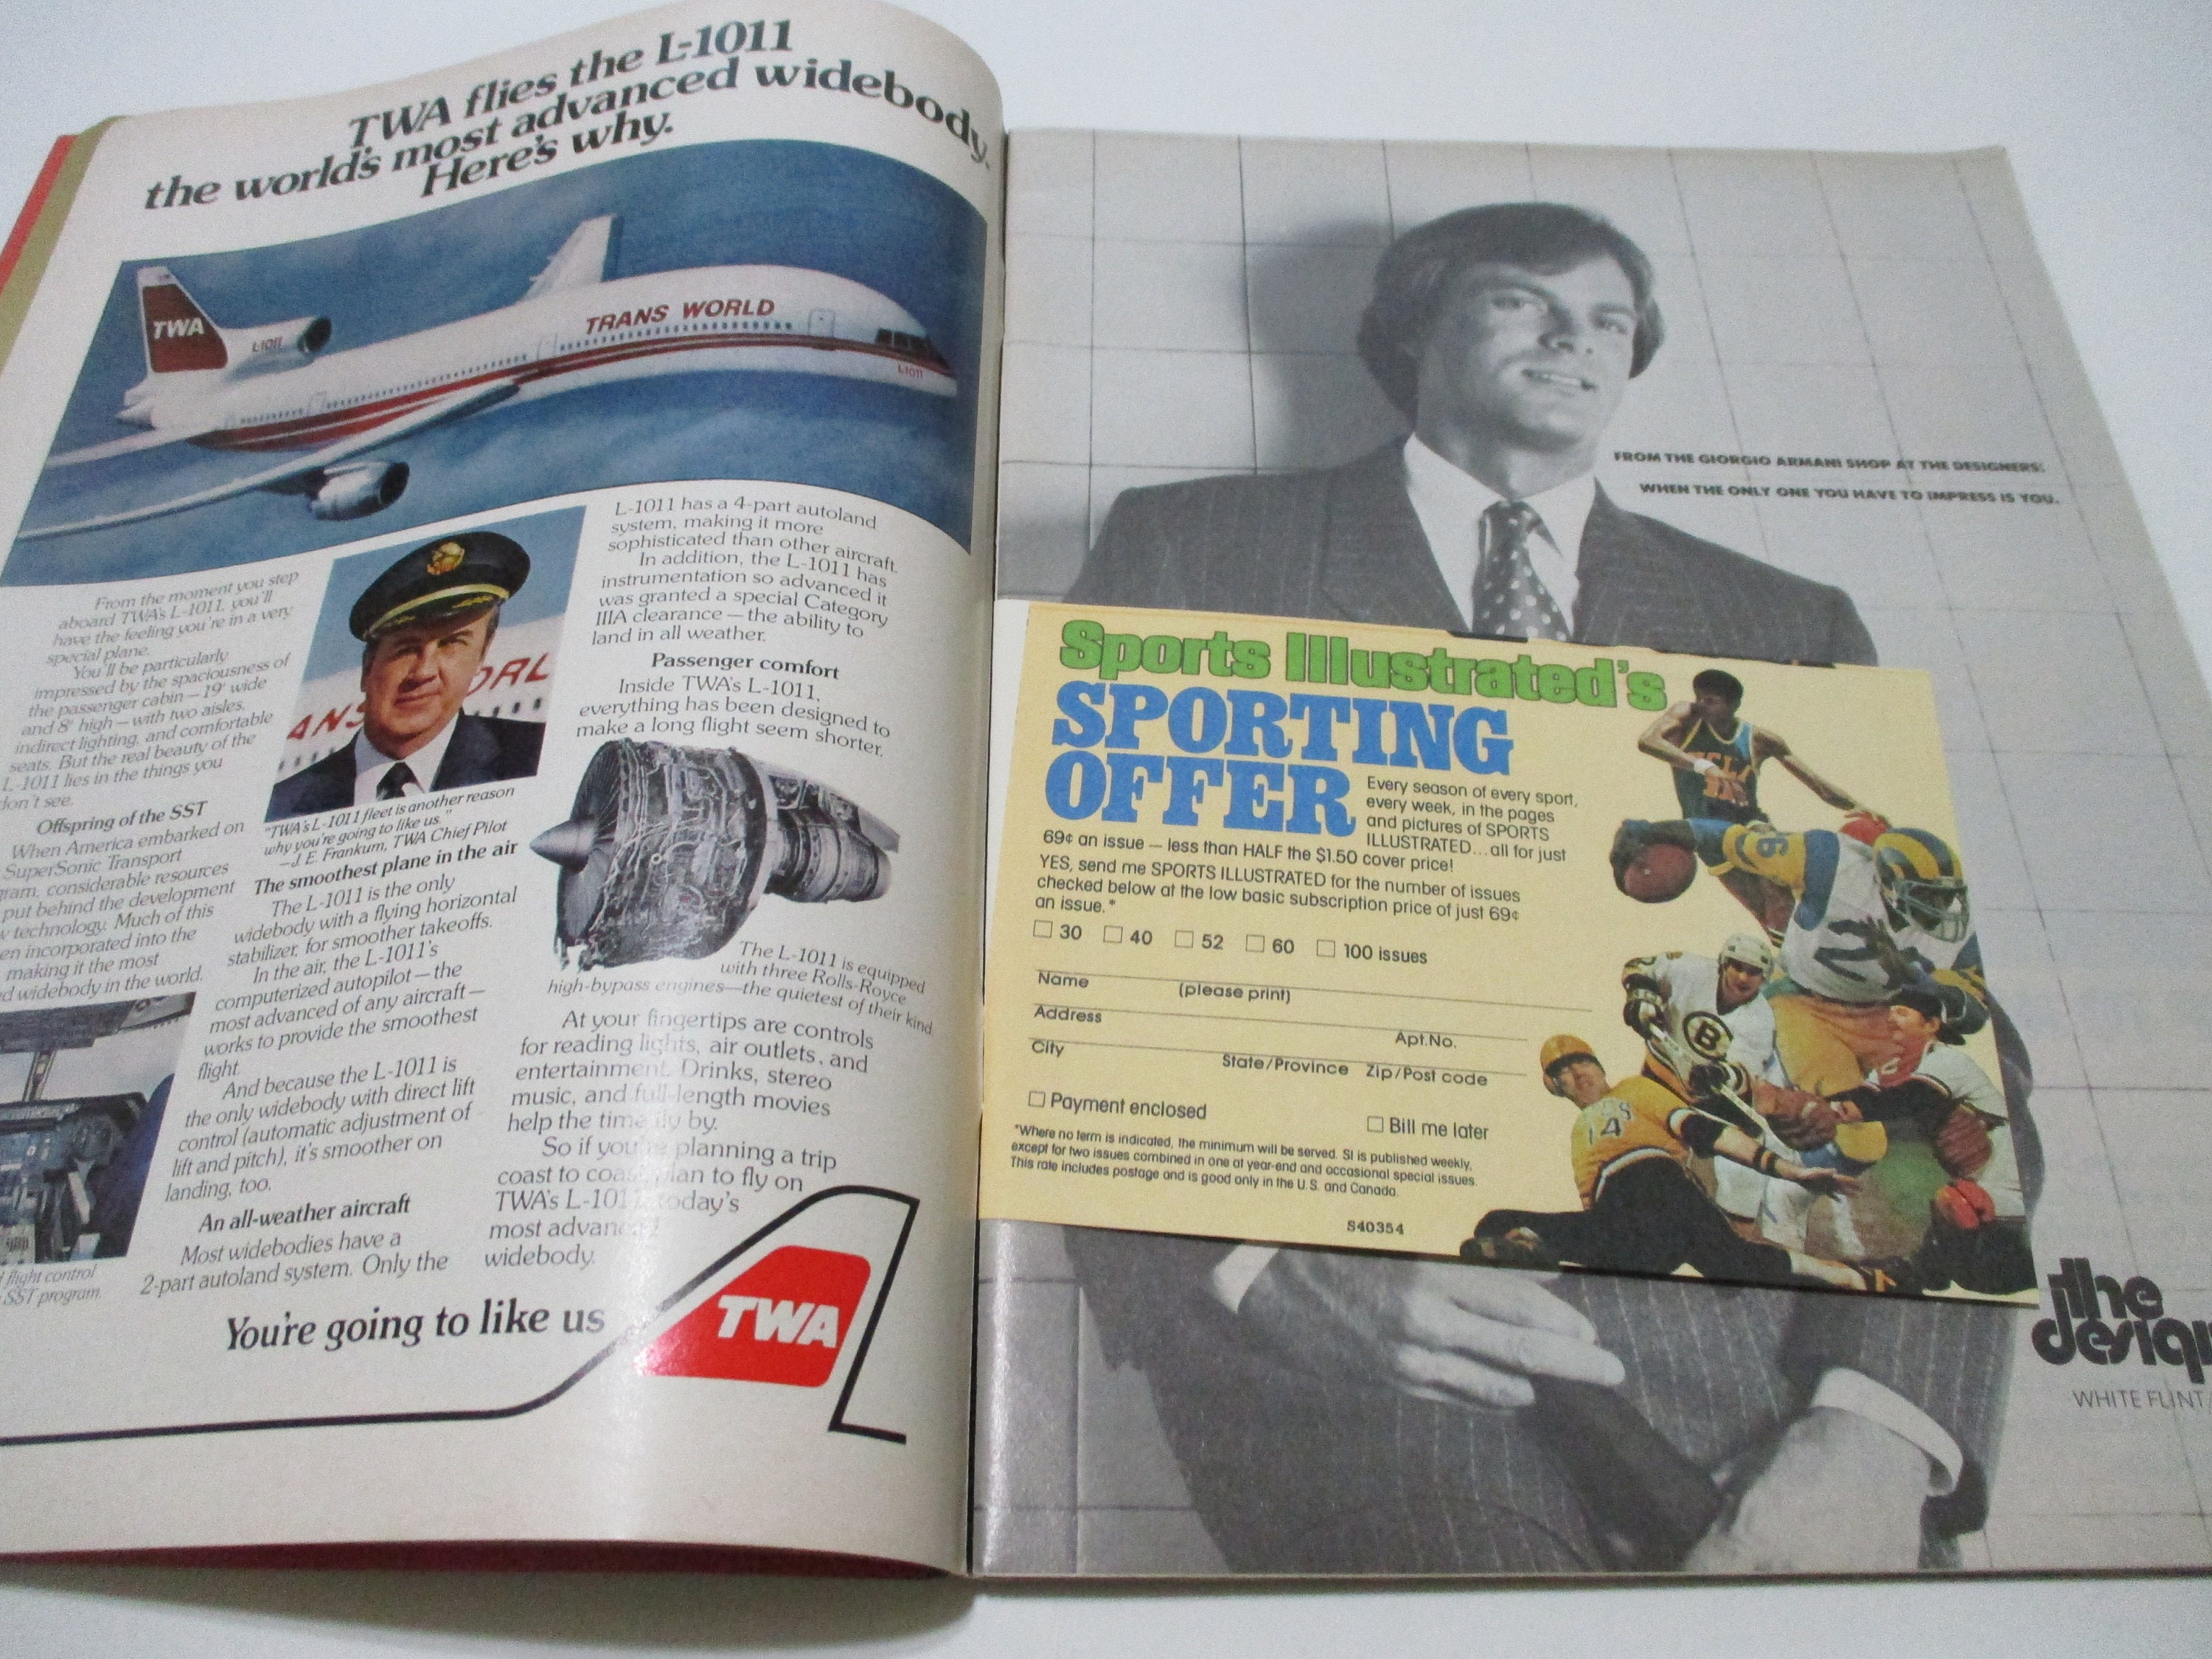 TWA flies the L-1011
the world's most advanced widebody.
Here's why.
TWA
L-1011
TRANS WORLD
L-1011
From the moment you step
aboard TWA's L-1011, you'll
have the feeling you're in a very
special plane.
You'll be particularly
impressed by the spaciousness of
the passenger cabin—19' wide
and 8' high—with two aisles,
indirect lighting, and comfortable
seats. But the real beauty of the
L-1011 lies in the things you
don't see.
Offspring of the SST
When America embarked on
SuperSonic Transport
considerable resources
put behind the development
technology. Much of this
incorporated into the
making it the most
widebody in the world.
flight control
SST program.
"TWA's L-1011 fleet is another reason
why you're going to like us."
—J. E. Frankum, TWA Chief Pilot
The smoothest plane in the air
The L-1011 is the only
widebody with a flying horizontal
stabilizer, for smoother takeoffs.
In the air, the L-1011's
computerized autopilot—the
most advanced of any aircraft—
works to provide the smoothest
flight.
And because the L-1011 is
the only widebody with direct lift
control (automatic adjustment of
lift and pitch), it's smoother on
landing, too.
An all-weather aircraft
Most widebodies have a
2-part autoland system. Only the
L-1011 has a 4-part autoland
system, making it more
sophisticated than other aircraft.
In addition, the L-1011 has
instrumentation so advanced it
was granted a special Category
IIIA clearance—the ability to
land in all weather.
Passenger comfort
Inside TWA's L-1011,
everything has been designed to
make a long flight seem shorter.
The L-1011 is equipped
with three Rolls-Royce
high-bypass engines—the quietest of their kind.
At your fingertips are controls
for reading lights, air outlets, and
entertainment. Drinks, stereo
music, and full-length movies
help the time fly by.
So if you're planning a trip
coast to coast, plan to fly on
TWA's L-1011, today's
most advanced
widebody.
You're going to like us
TWA
FROM THE GIORGIO ARMANI SHOP AT THE DESIGNERS.
WHEN THE ONLY ONE YOU HAVE TO IMPRESS IS YOU.
Sports Illustrated's
SPORTING
OFFER
Every season of every sport,
every week, in the pages
and pictures of SPORTS
ILLUSTRATED...all for just
69¢ an issue — less than HALF the $1.50 cover price!
YES, send me SPORTS ILLUSTRATED for the number of issues
checked below at the low basic subscription price of just 69¢
an issue.*
30 40 52 60 100 issues
Name (please print)
Address Apt.No.
City State/Province Zip/Post code
Payment enclosed Bill me later
*Where no term is indicated, the minimum will be served. SI is published weekly,
except for two issues combined in one at year-end and occasional special issues.
This rate includes postage and is good only in the U.S. and Canada.
S40354
B
the
WHITE FLINT